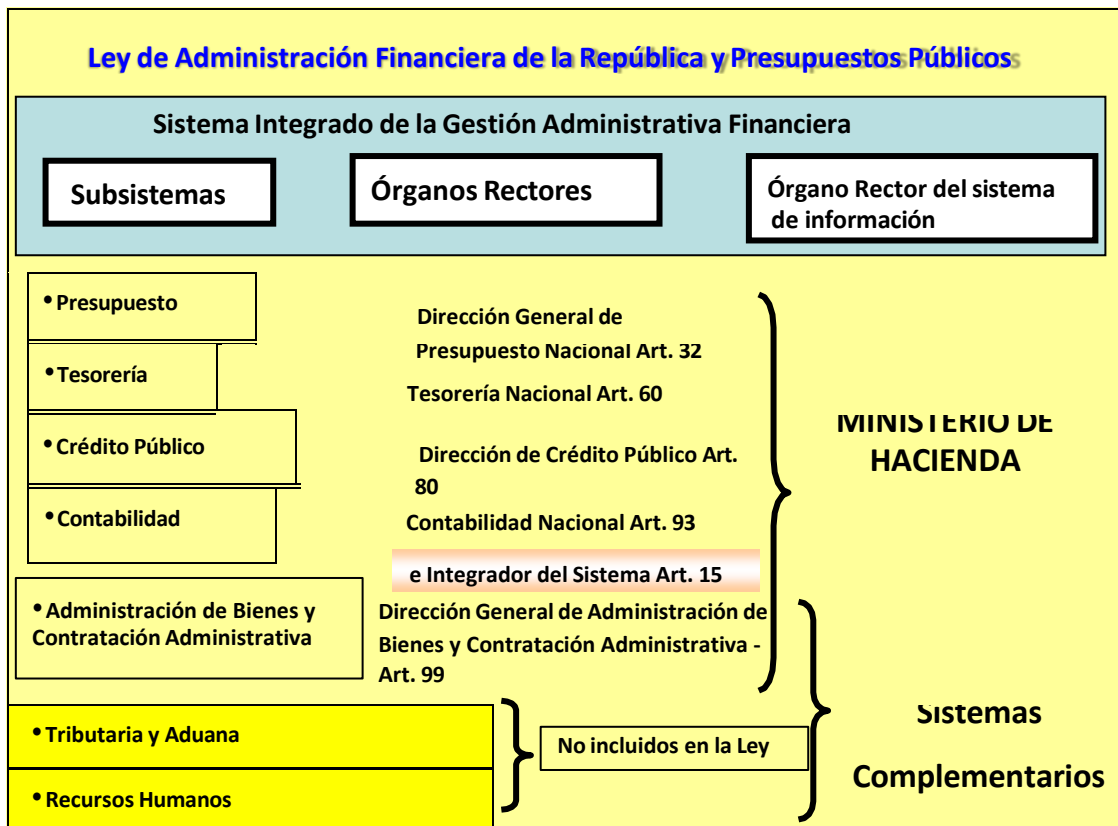 Ley de Administración Financiera de la República y Presupuestos Públicos
Sistema Integrado de la Gestión Administrativa Financiera
Subsistemas
Órganos Rectores
Órgano Rector del sistema
de información
• Presupuesto
Dirección General de
Presupuesto Nacional Art. 32
• Tesorería
Tesorería Nacional Art. 60
MINISTERIO DE
HACIENDA
• Crédito Público
Dirección de Crédito Público Art.
80
• Contabilidad
Contabilidad Nacional Art. 93
e Integrador del Sistema Art. 15
• Administración de Bienes y
Contratación Administrativa
Dirección General de Administración de
Bienes y Contratación Administrativa -
Art. 99
Sistemas
Complementarios
• Tributaria y Aduana
No incluidos en la Ley
• Recursos Humanos